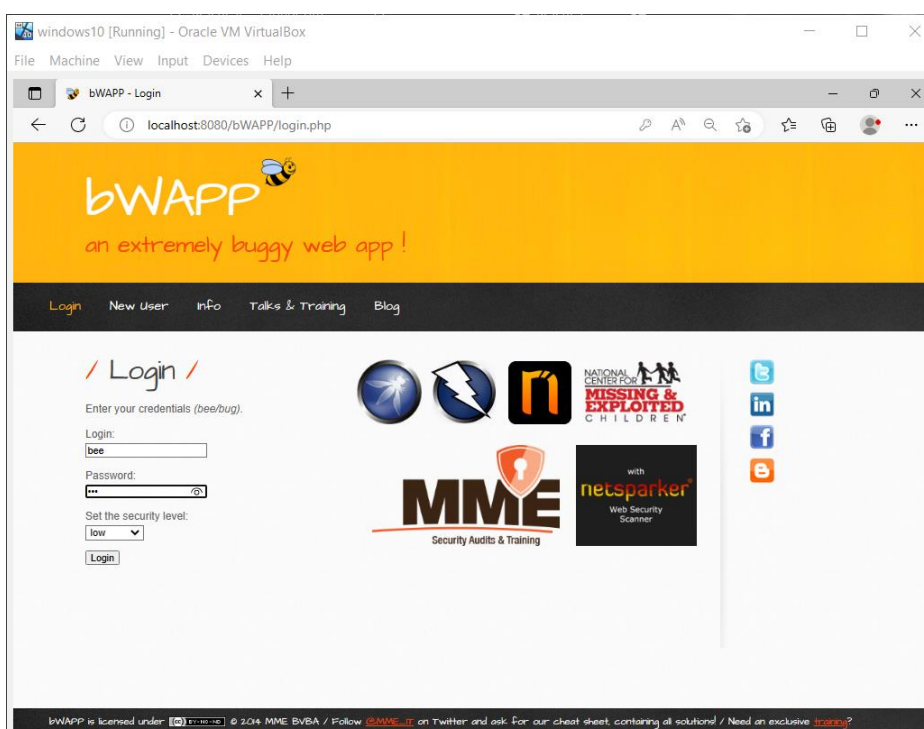 windows10 [Running] - Oracle VM VirtualBox
File Machine View Input Devices Help
bWAPP - Login
localhost:8080/bWAPP/login.php
bWAPP
an extremely buggy web app !
Login New User Info Talks & Training Blog
/ Login /
Enter your credentials (bee/bug).
Login:
bee
Password:
•••
Set the security level:
low
Login
NATIONAL
CENTER FOR
MISSING &
EXPLOITED
CHILDREN
MME
Security Audits & Training
with
netsparker
Web Security
Scanner
bWAPP is licensed under (cc) BY-NC-ND © 2014 MME BVBA / Follow @MME_IT on Twitter and ask for our cheat sheet, containing all solutions! / Need an exclusive training?